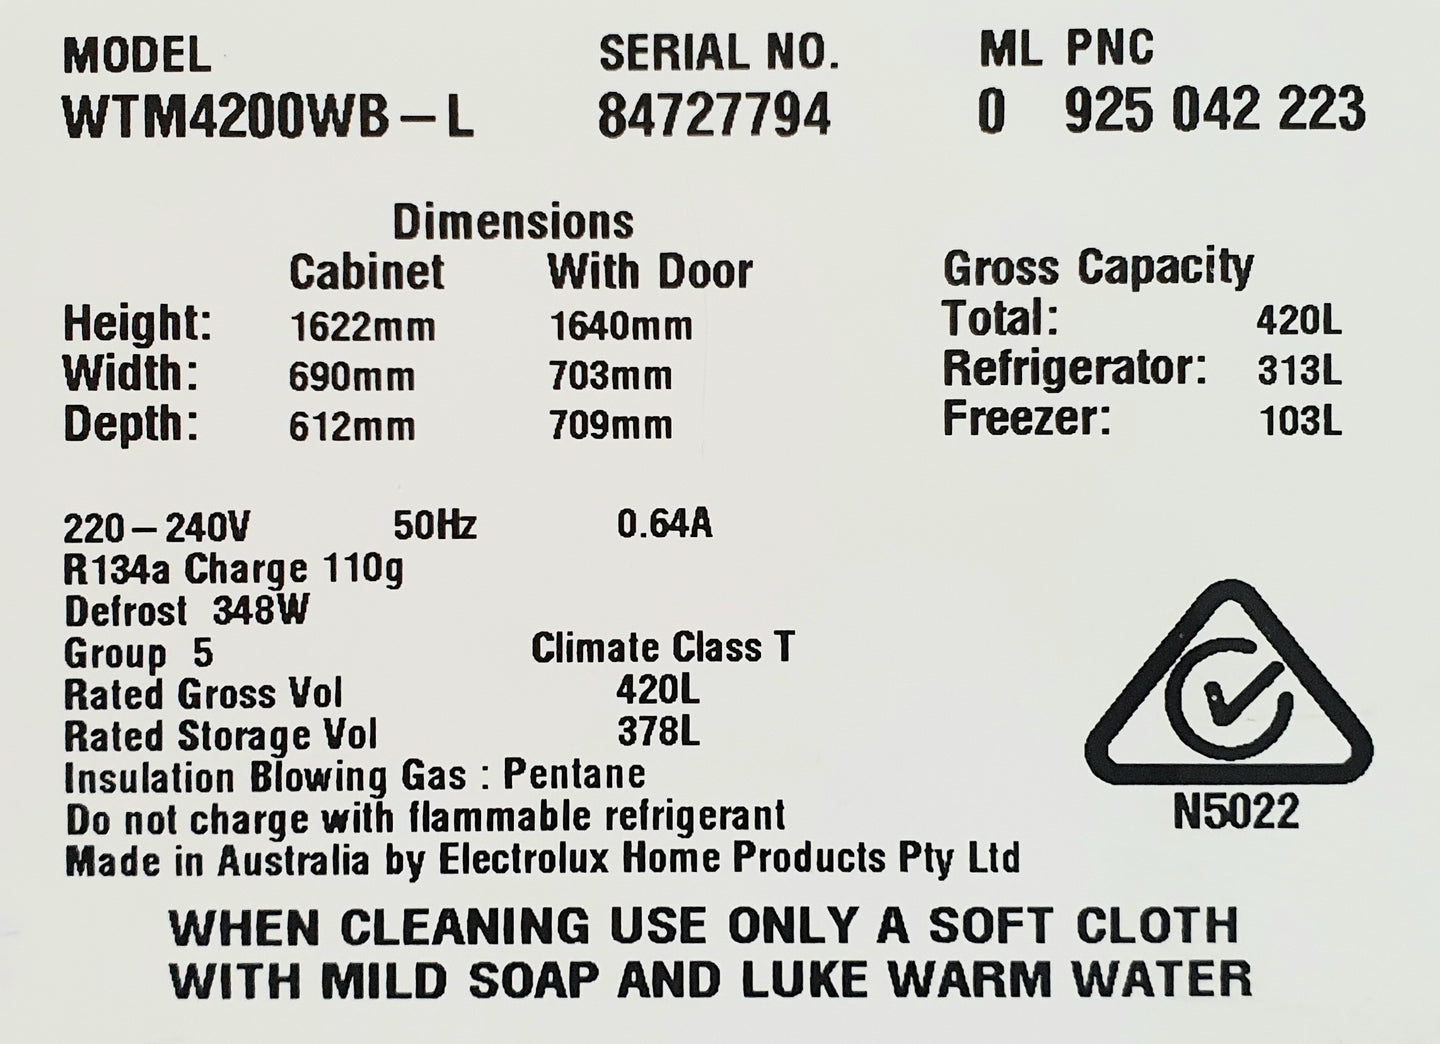 MODEL SERIAL NO. ML PNC
WTM4200WB–L 84727794 0 925 042 223
Dimensions
Cabinet With Door Gross Capacity
Height: 1622mm 1640mm Total: 420L
Width: 690mm 703mm Refrigerator: 313L
Depth: 612mm 709mm Freezer: 103L
220–240V 50Hz 0.64A
R134a Charge 110g
Defrost 348W
Group 5 Climate Class T
Rated Gross Vol 420L
Rated Storage Vol 378L
Insulation Blowing Gas : Pentane
Do not charge with flammable refrigerant
N5022
Made in Australia by Electrolux Home Products Pty Ltd
WHEN CLEANING USE ONLY A SOFT CLOTH
WITH MILD SOAP AND LUKE WARM WATER